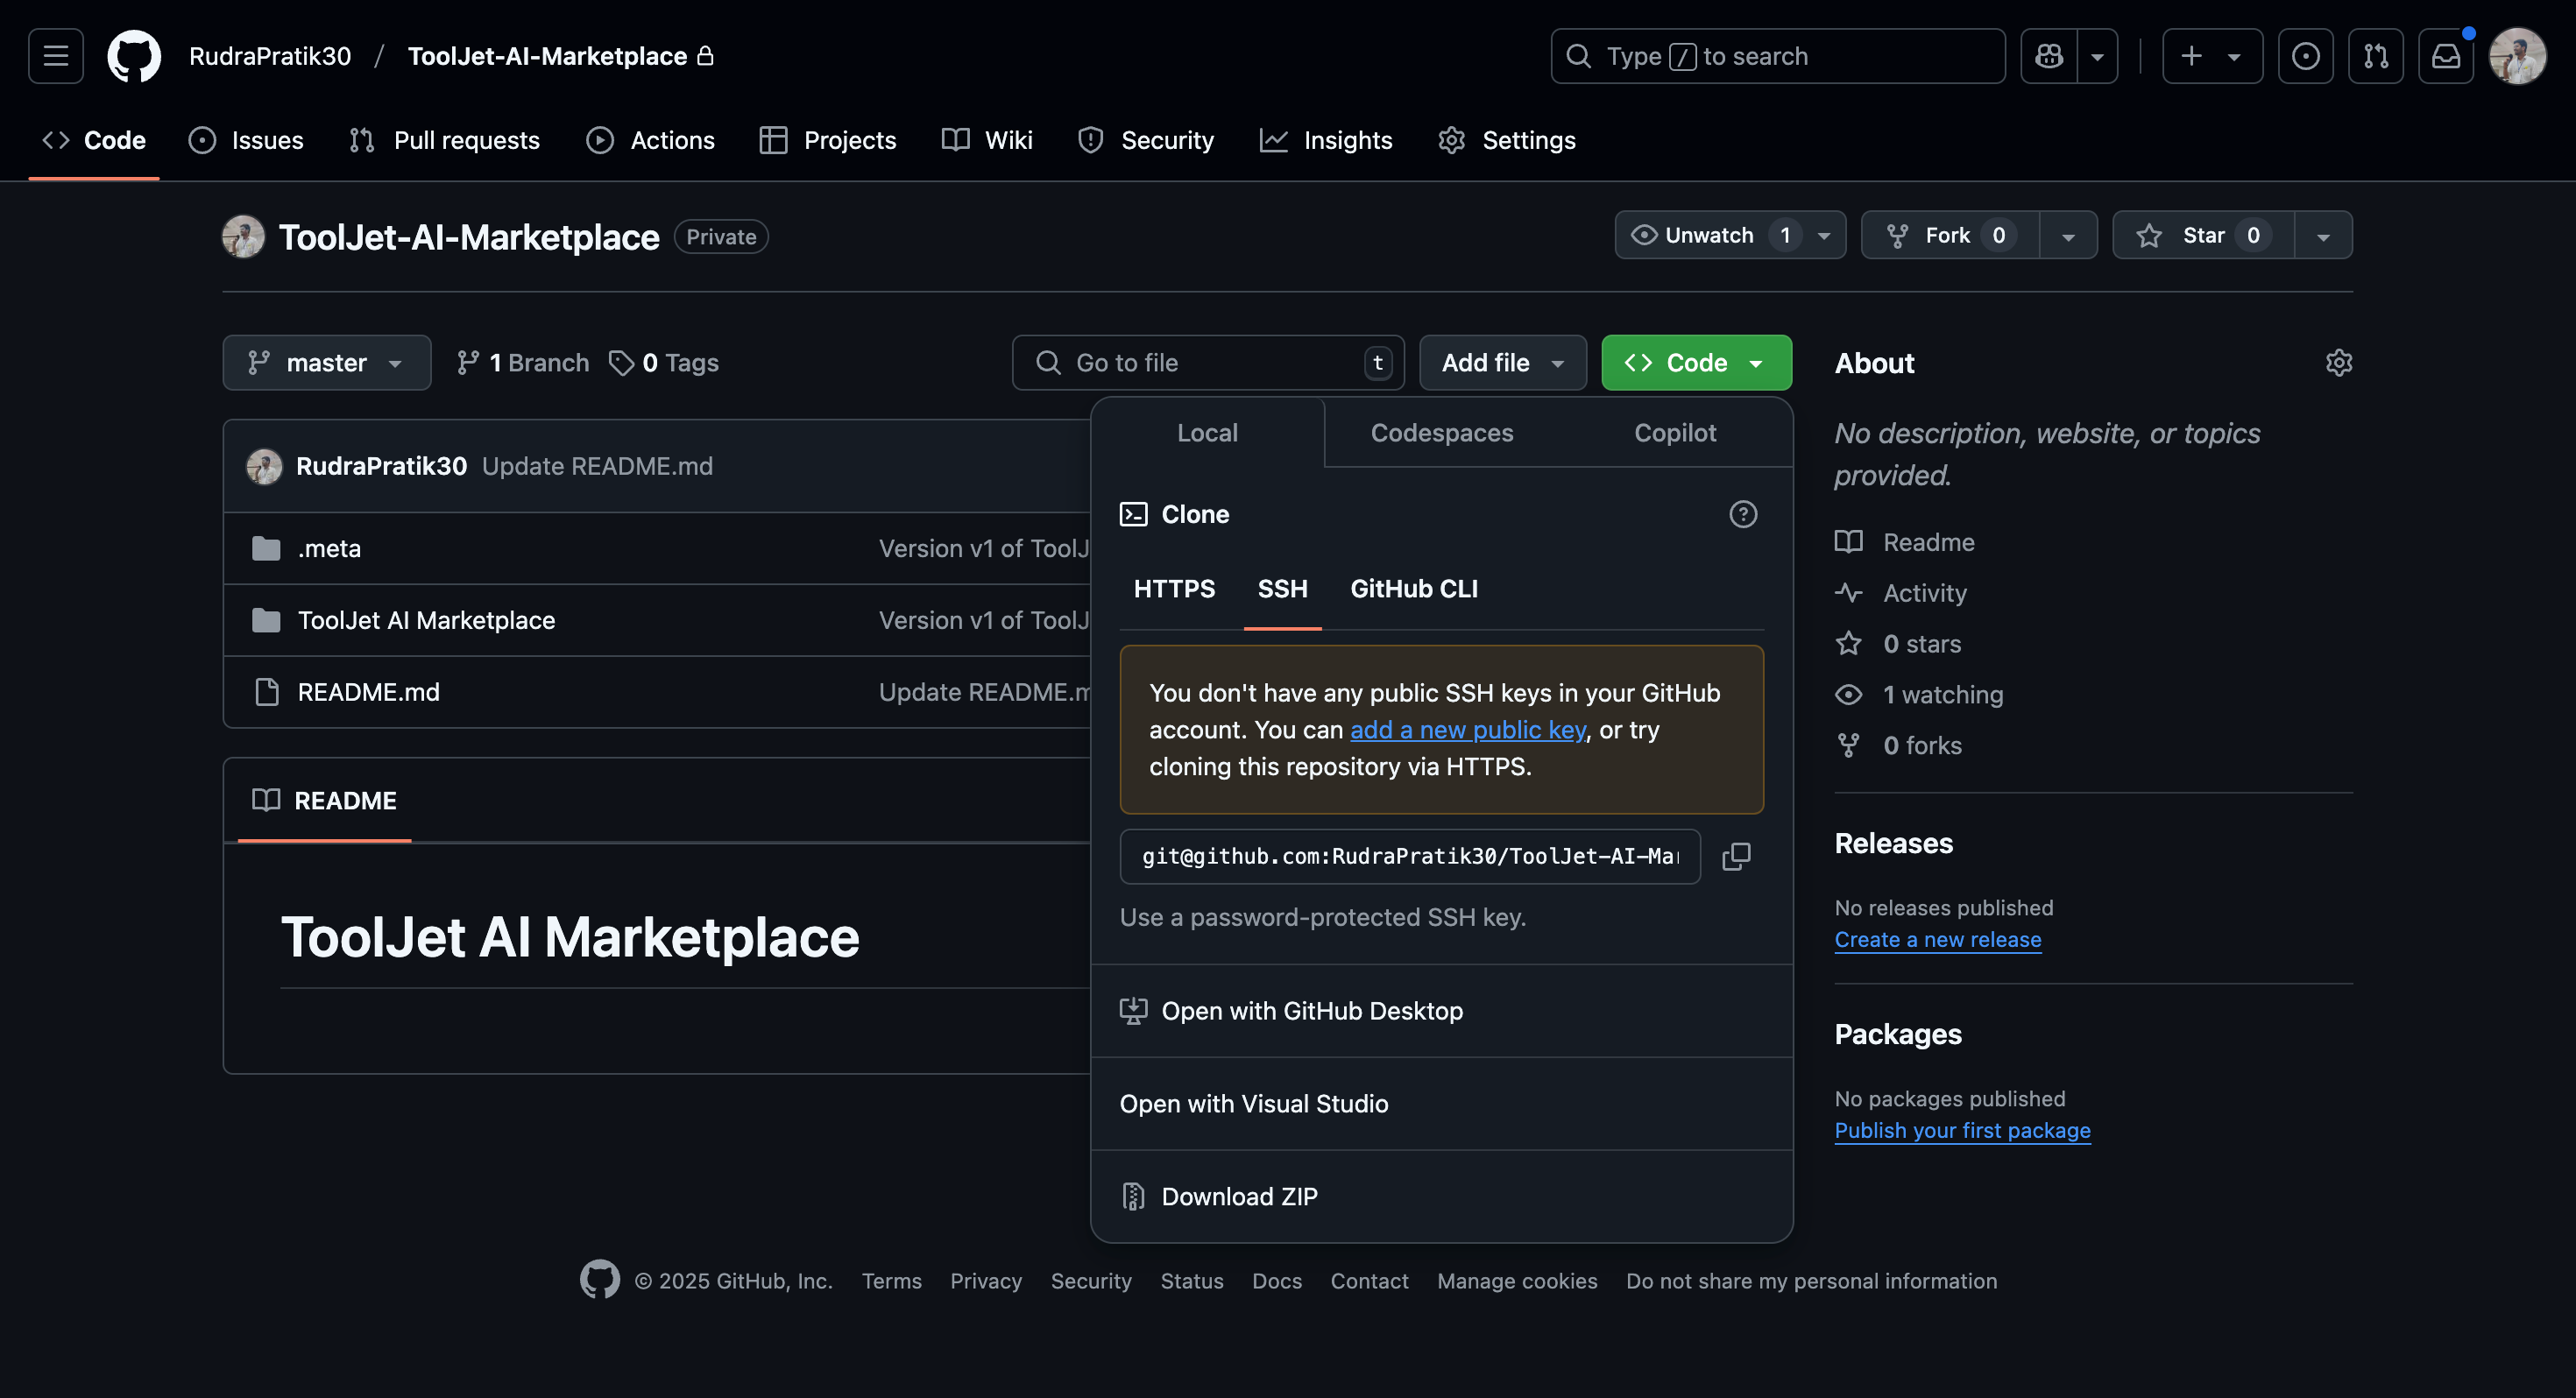 RudraPratik30 / ToolJet-AI-Marketplace
Type / to search
Code
Issues
Pull requests
Actions
Projects
Wiki
Security
Insights
Settings
ToolJet-AI-Marketplace Private
Unwatch 1
Fork 0
Star 0
master
1 Branch
0 Tags
Go to file t
Add file
Code
RudraPratik30 Update README.md
.meta Version v1 of ToolJ
ToolJet AI Marketplace Version v1 of ToolJ
README.md Update README.m
README
ToolJet AI Marketplace
Local Codespaces Copilot
Clone
HTTPS SSH GitHub CLI
You don't have any public SSH keys in your GitHub
account. You can add a new public key, or try
cloning this repository via HTTPS.
git@github.com:RudraPratik30/ToolJet-AI-Mar
Use a password-protected SSH key.
Open with GitHub Desktop
Open with Visual Studio
Download ZIP
About
No description, website, or topics
provided.
Readme
Activity
0 stars
1 watching
0 forks
Releases
No releases published
Create a new release
Packages
No packages published
Publish your first package
© 2025 GitHub, Inc. Terms Privacy Security Status Docs Contact Manage cookies Do not share my personal information